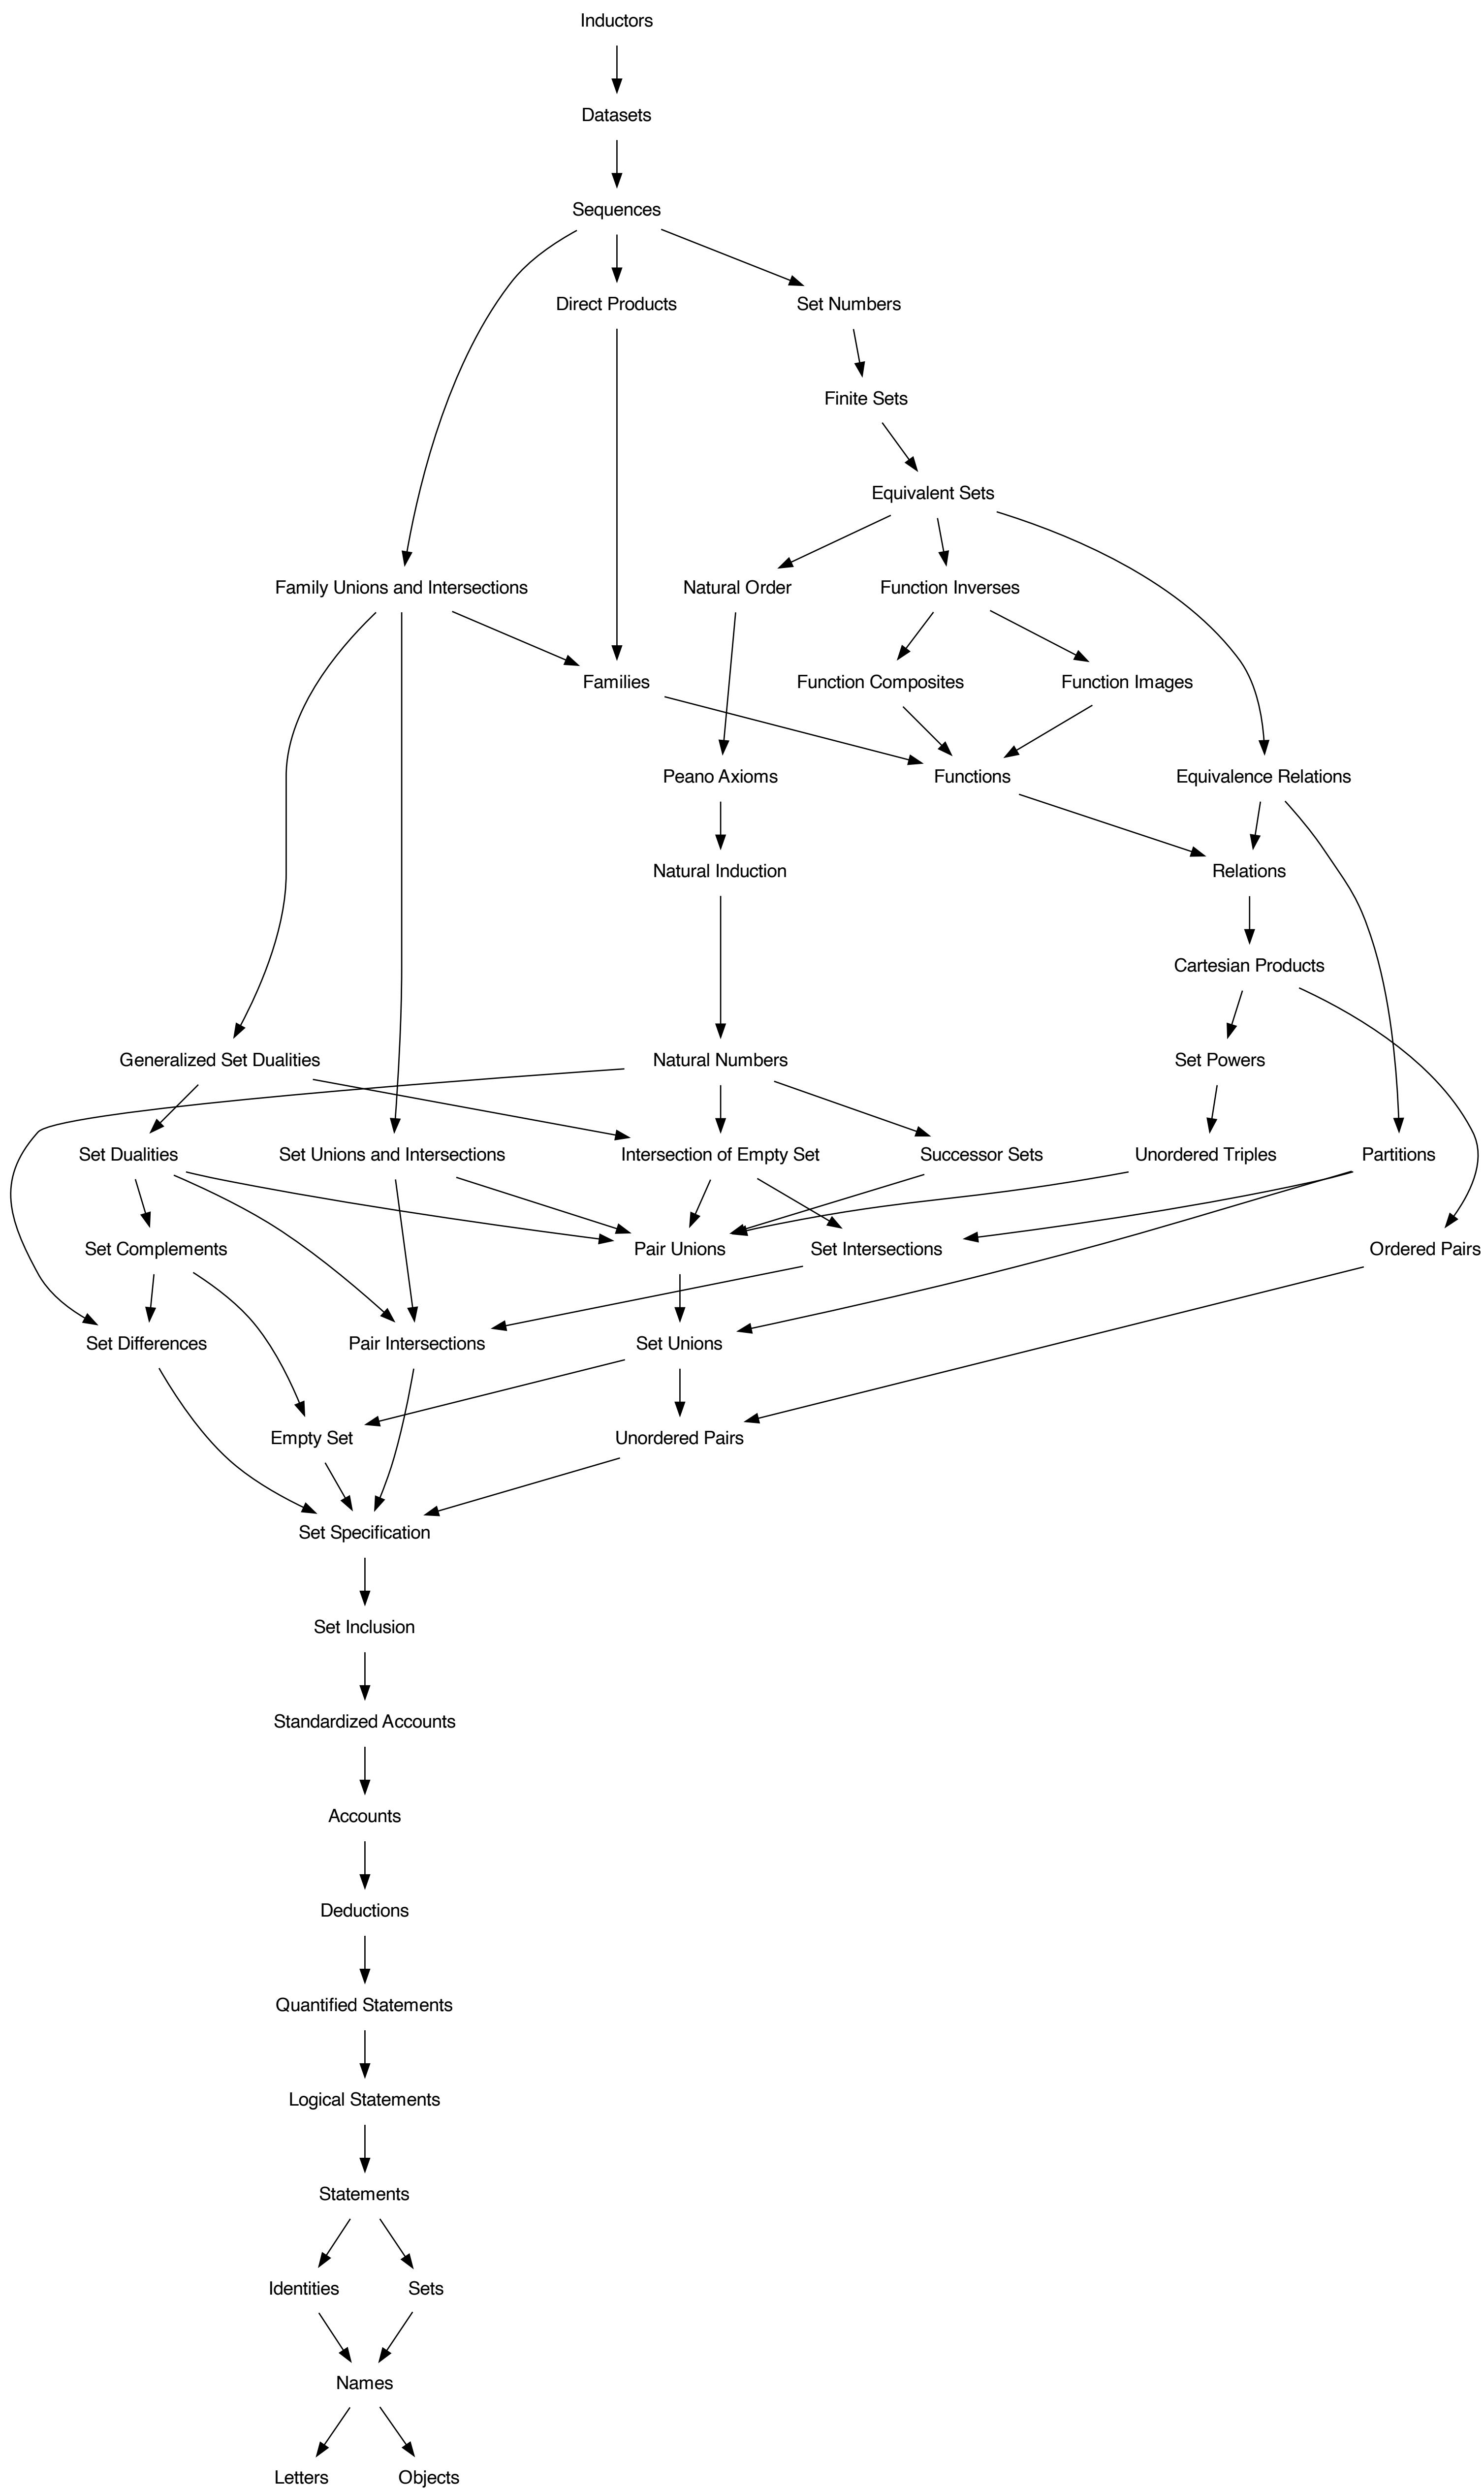 Inductors
Datasets
Sequences
Direct Products
Set Numbers
Finite Sets
Equivalent Sets
Family Unions and Intersections
Natural Order
Function Inverses
Families
Function Composites
Function Images
Peano Axioms
Functions
Equivalence Relations
Natural Induction
Relations
Cartesian Products
Generalized Set Dualities
Natural Numbers
Set Powers
Set Dualities
Set Unions and Intersections
Intersection of Empty Set
Successor Sets
Unordered Triples
Partitions
Set Complements
Pair Unions
Set Intersections
Ordered Pairs
Set Differences
Pair Intersections
Set Unions
Empty Set
Unordered Pairs
Set Specification
Set Inclusion
Standardized Accounts
Accounts
Deductions
Quantified Statements
Logical Statements
Statements
Identities
Sets
Names
Letters
Objects